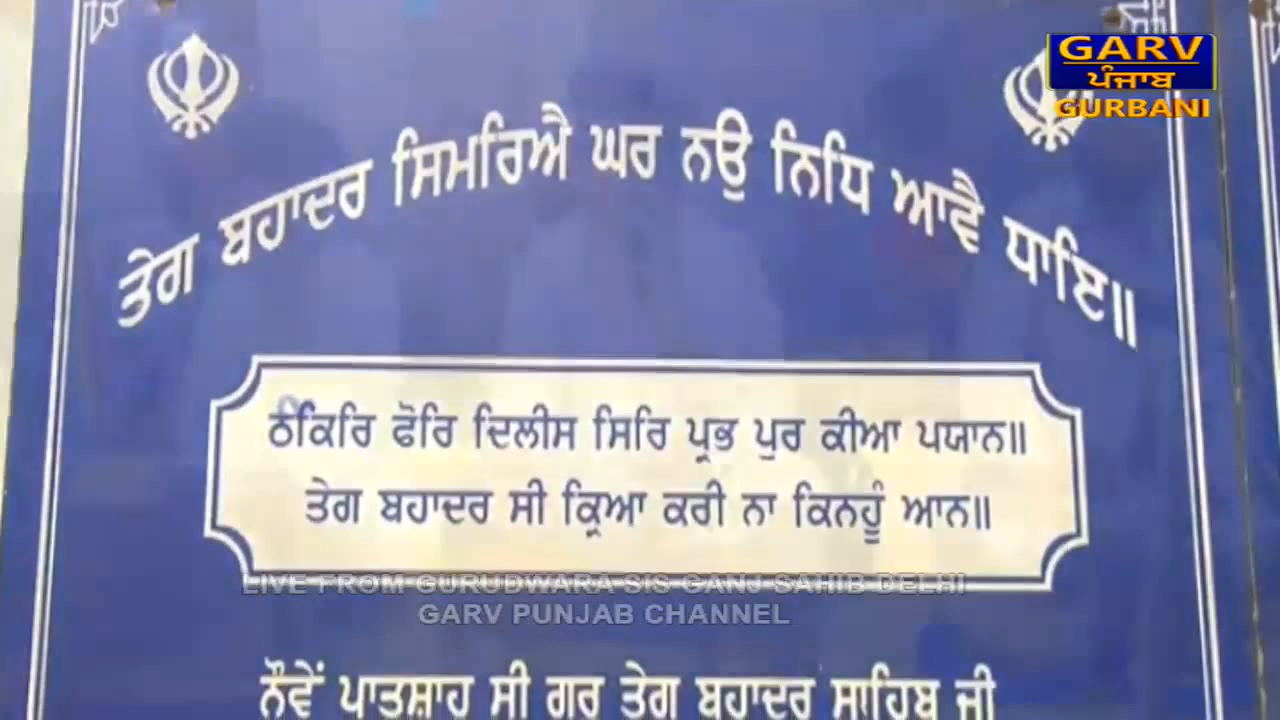 GARV
ਪੰਜਾਬ
GURBANI
ਤੇਗ ਬਹਾਦਰ ਸਿਮਰਿਐ ਘਰ ਨਉ ਨਿਧਿ ਆਵੈ ਧਾਇ॥
ਠੀਕਿਰ ਫੋਰਿ ਦਿਲੀਸ ਸਿਰਿ ਪ੍ਰਭ ਪੁਰ ਕੀਆ ਪਯਾਨ॥
ਤੇਗ ਬਹਾਦਰ ਸੀ ਕ੍ਰਿਆ ਕਰੀ ਨਾ ਕਿਨਹੂੰ ਆਨ॥
LIVE FROM GURUDWARA SIS GANJ SAHIB DELHI
GARV PUNJAB CHANNEL
ਨੌਵੇਂ ਪਾਤਸ਼ਾਹ ਸੀ ਗਰ ਤੇਗ ਬਹਾਦਰ ਸਾਹਿਬ ਜੀ